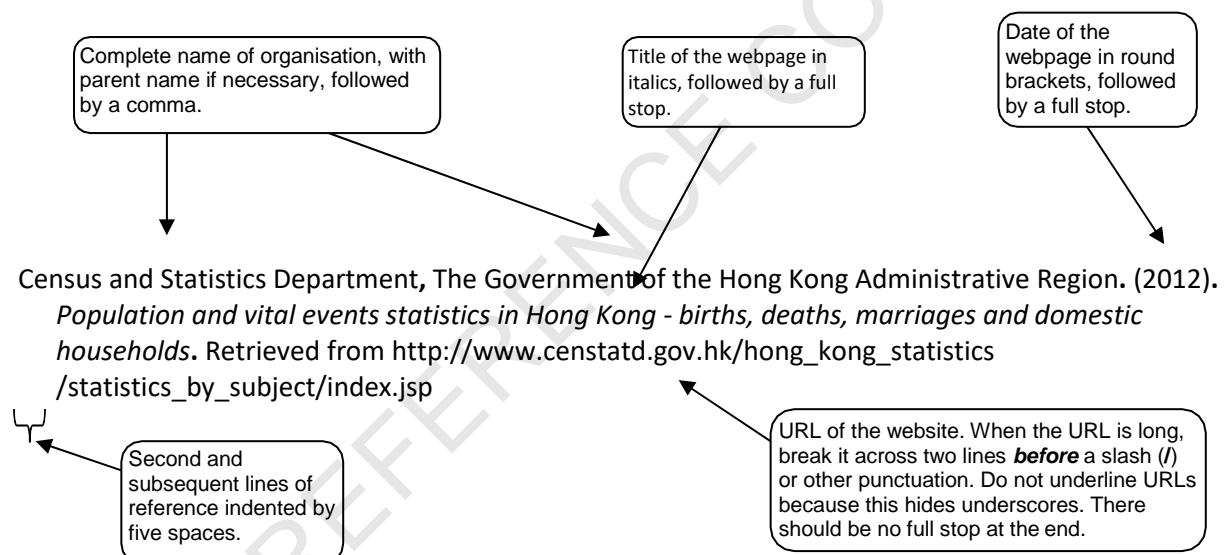 Complete name of organisation, with
parent name if necessary, followed
by a comma.
Title of the webpage in
italics, followed by a full
stop.
Date of the
webpage in round
brackets, followed
by a full stop.
Census and Statistics Department, The Government of the Hong Kong Administrative Region. (2012).
Population and vital events statistics in Hong Kong - births, deaths, marriages and domestic
households. Retrieved from http://www.censtatd.gov.hk/hong_kong_statistics
/statistics_by_subject/index.jsp
Second and
subsequent lines of
reference indented by
five spaces.
URL of the website. When the URL is long,
break it across two lines before a slash (/)
or other punctuation. Do not underline URLs
because this hides underscores. There
should be no full stop at the end.
REFERENCE CO